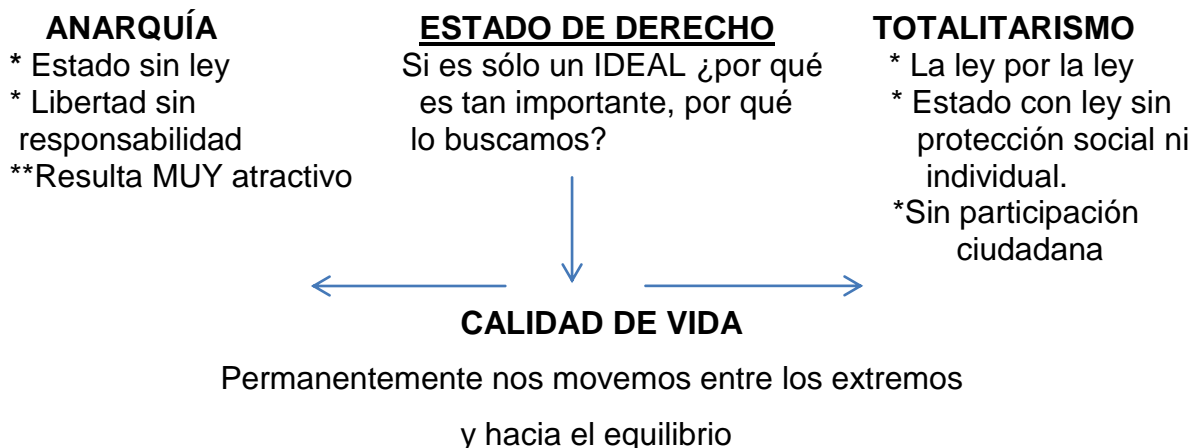 ANARQUÍA
* Estado sin ley
* Libertad sin
responsabilidad
**Resulta MUY atractivo
ESTADO DE DERECHO
Si es sólo un IDEAL ¿por qué
es tan importante, por qué
lo buscamos?
TOTALITARISMO
* La ley por la ley
* Estado con ley sin
protección social ni
individual.
*Sin participación
ciudadana
CALIDAD DE VIDA
Permanentemente nos movemos entre los extremos
y hacia el equilibrio